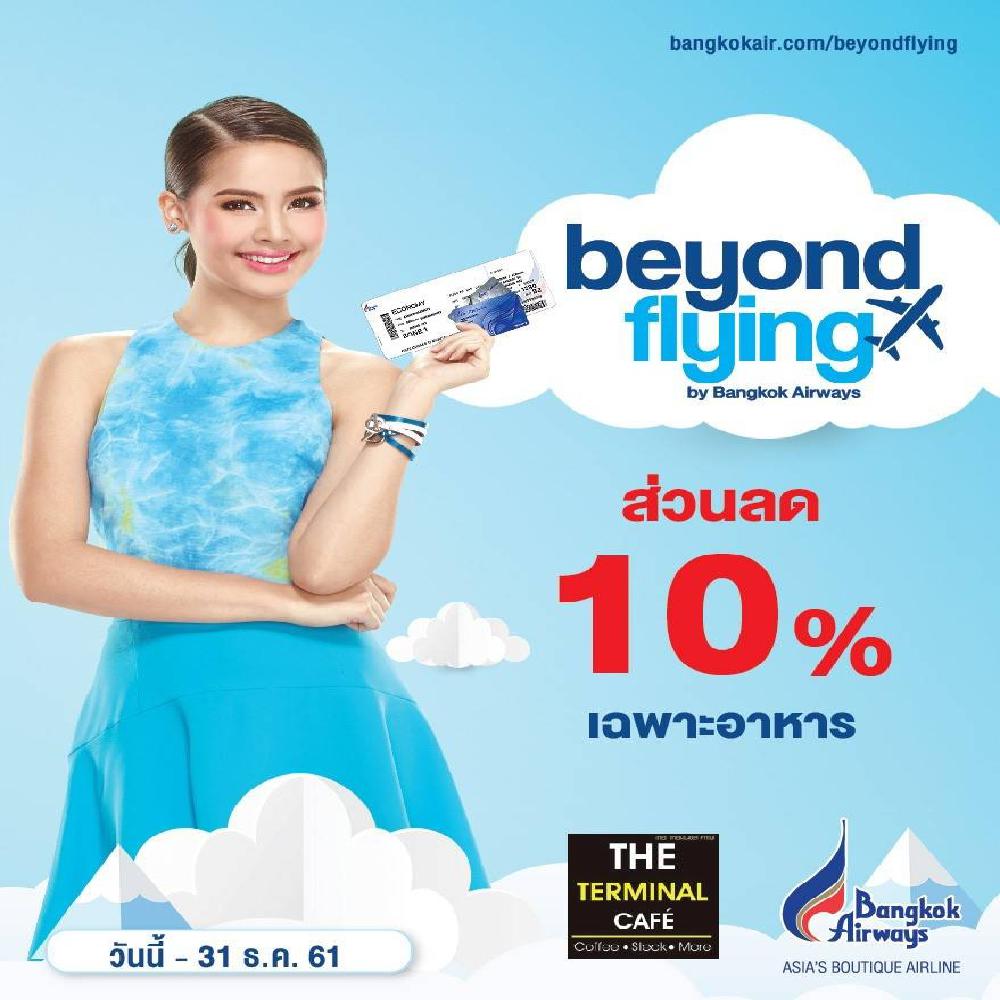 bangkokair.com/beyondflying
beyond
flying
by Bangkok Airways
ECONOMY
ส่วนลด
10%
เฉพาะอาหาร
THE
TERMINAL
CAFÉ
Coffee • Steck • More
Bangkok
Airways
ASIA'S BOUTIQUE AIRLINE
วันนี้ - 31 ธ.ค. 61